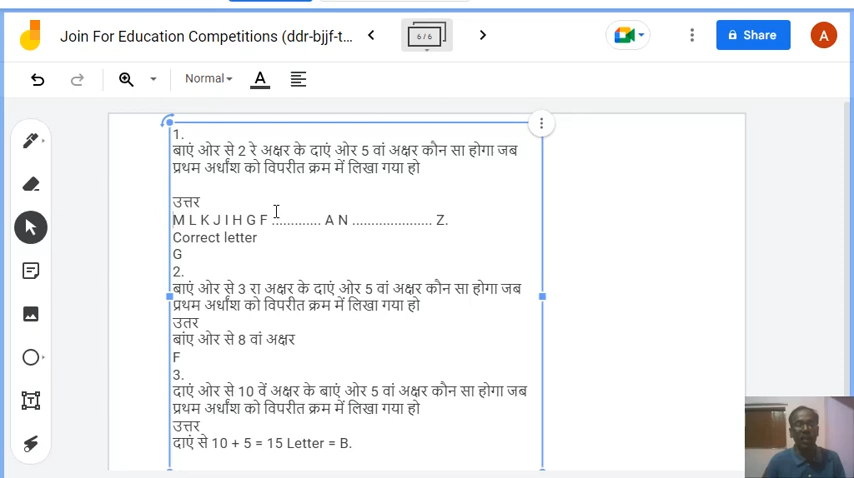 Join For Education Competitions (ddr-bjjf-t...
6 / 6
Share
A
Normal
A
1.
बाएं ओर से 2 रे अक्षर के दाएं ओर 5 वां अक्षर कौन सा होगा जब
प्रथम अर्धांश को विपरीत क्रम में लिखा गया हो
उत्तर
M L K J I H G F ............. A N ..................... Z.
Correct letter
G
2.
बाएं ओर से 3 रा अक्षर के दाएं ओर 5 वां अक्षर कौन सा होगा जब
प्रथम अर्धांश को विपरीत क्रम में लिखा गया हो
उतर
बांए ओर से 8 वां अक्षर
F
3.
दाएं ओर से 10 वें अक्षर के बाएं ओर 5 वां अक्षर कौन सा होगा जब
प्रथम अर्धांश को विपरीत क्रम में लिखा गया हो
उत्तर
दाएं से 10 + 5 = 15 Letter = B.